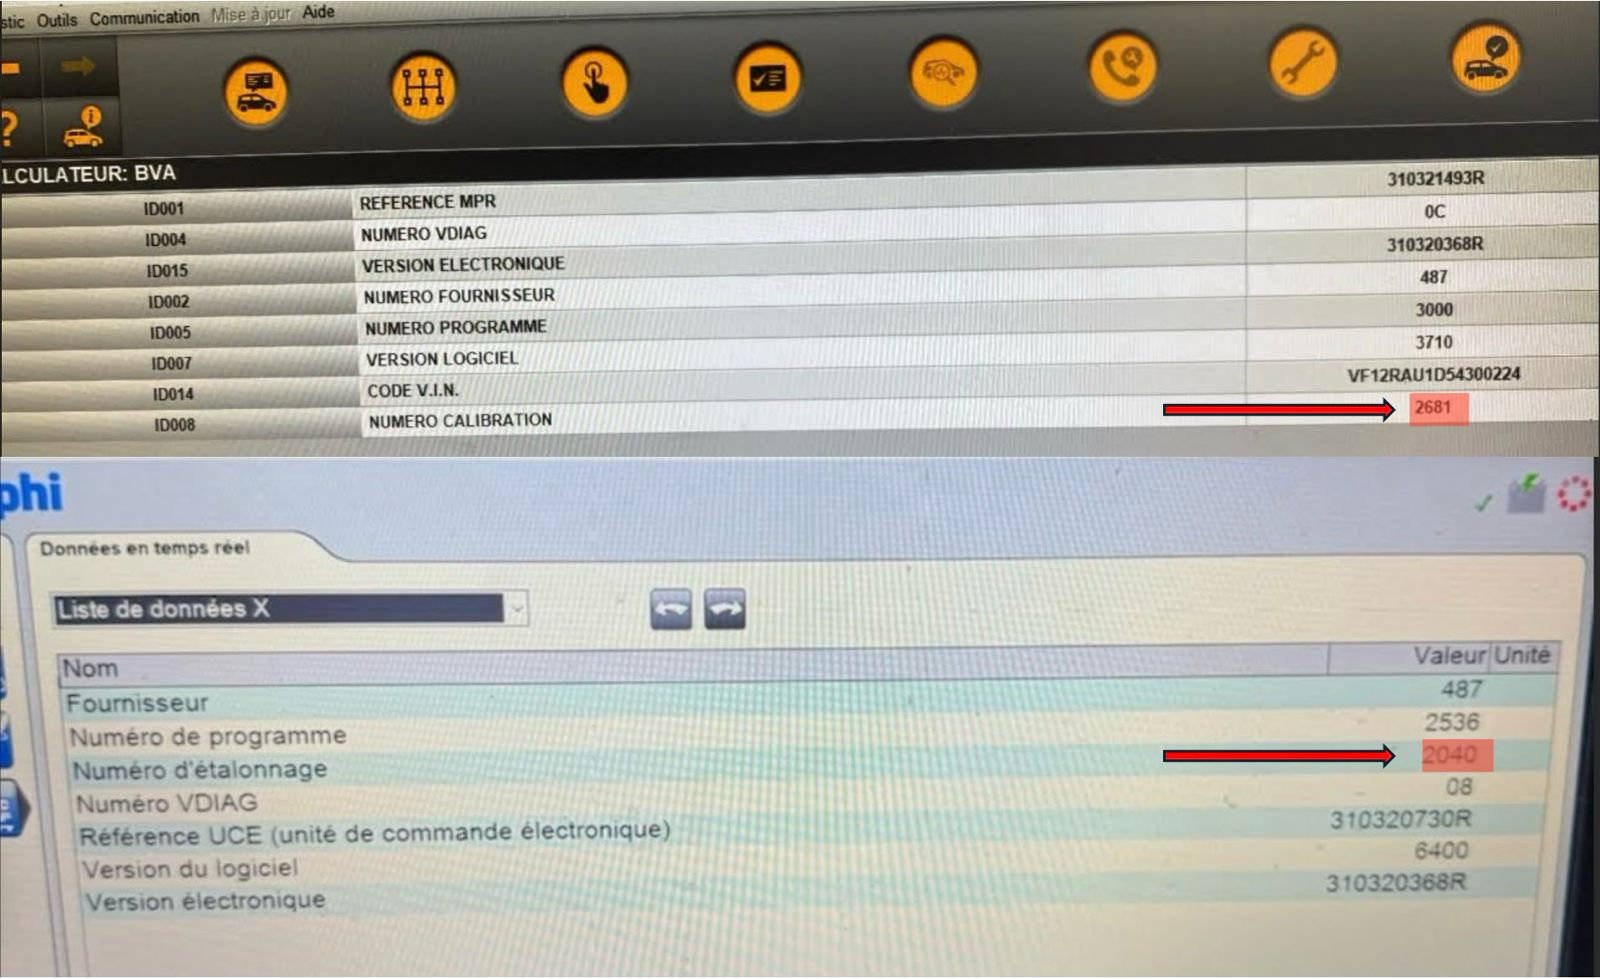 stic Outils Communication Mise à jour Aide
LCULATEUR: BVA
ID001 REFERENCE MPR 310321493R
ID004 NUMERO VDIAG 0C
ID015 VERSION ELECTRONIQUE 310320368R
ID002 NUMERO FOURNISSEUR 487
ID005 NUMERO PROGRAMME 3000
ID007 VERSION LOGICIEL 3710
ID014 CODE V.I.N. VF12RAU1D54300224
ID008 NUMERO CALIBRATION 2681
phi
Données en temps réel
Liste de données X
Nom Valeur Unité
Fournisseur 487
Numéro de programme 2536
Numéro d'étalonnage 2040
Numéro VDIAG 08
Référence UCE (unité de commande électronique) 310320730R
Version du logiciel 6400
Version électronique 310320368R